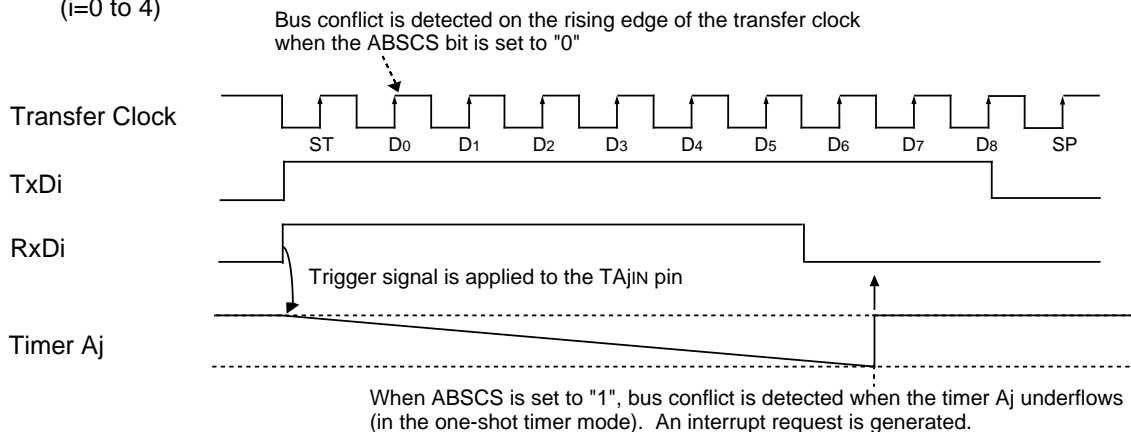 (i=0 to 4)
Bus conflict is detected on the rising edge of the transfer clock
when the ABSCS bit is set to "0"
Transfer Clock
ST D0 D1 D2 D3 D4 D5 D6 D7 D8 SP
TxDi
RxDi
Trigger signal is applied to the TAjIN pin
Timer Aj
When ABSCS is set to "1", bus conflict is detected when the timer Aj underflows
(in the one-shot timer mode). An interrupt request is generated.